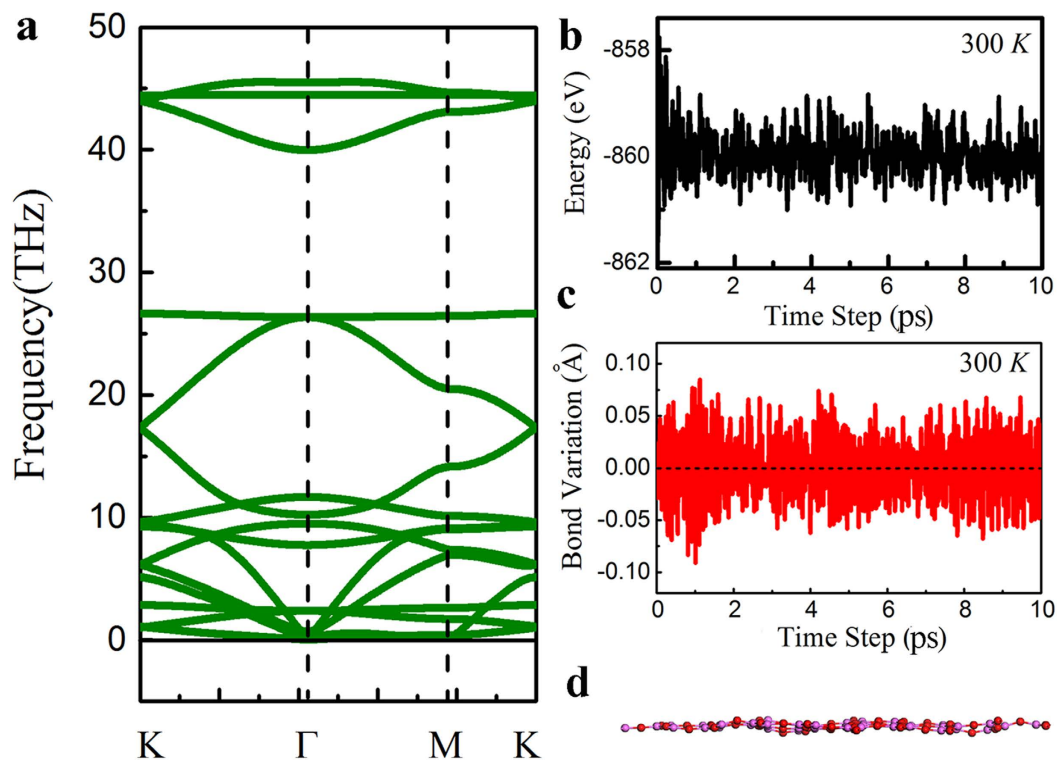 a
50
40
30
20
10
0
Frequency(THz)
K Γ M K
b
300 K
-858
-860
-862
Energy (eV)
0 2 4 6 8 10
Time Step (ps)
c
300 K
0.10
0.05
0.00
-0.05
-0.10
Bond Variation (Å)
0 2 4 6 8 10
Time Step (ps)
d